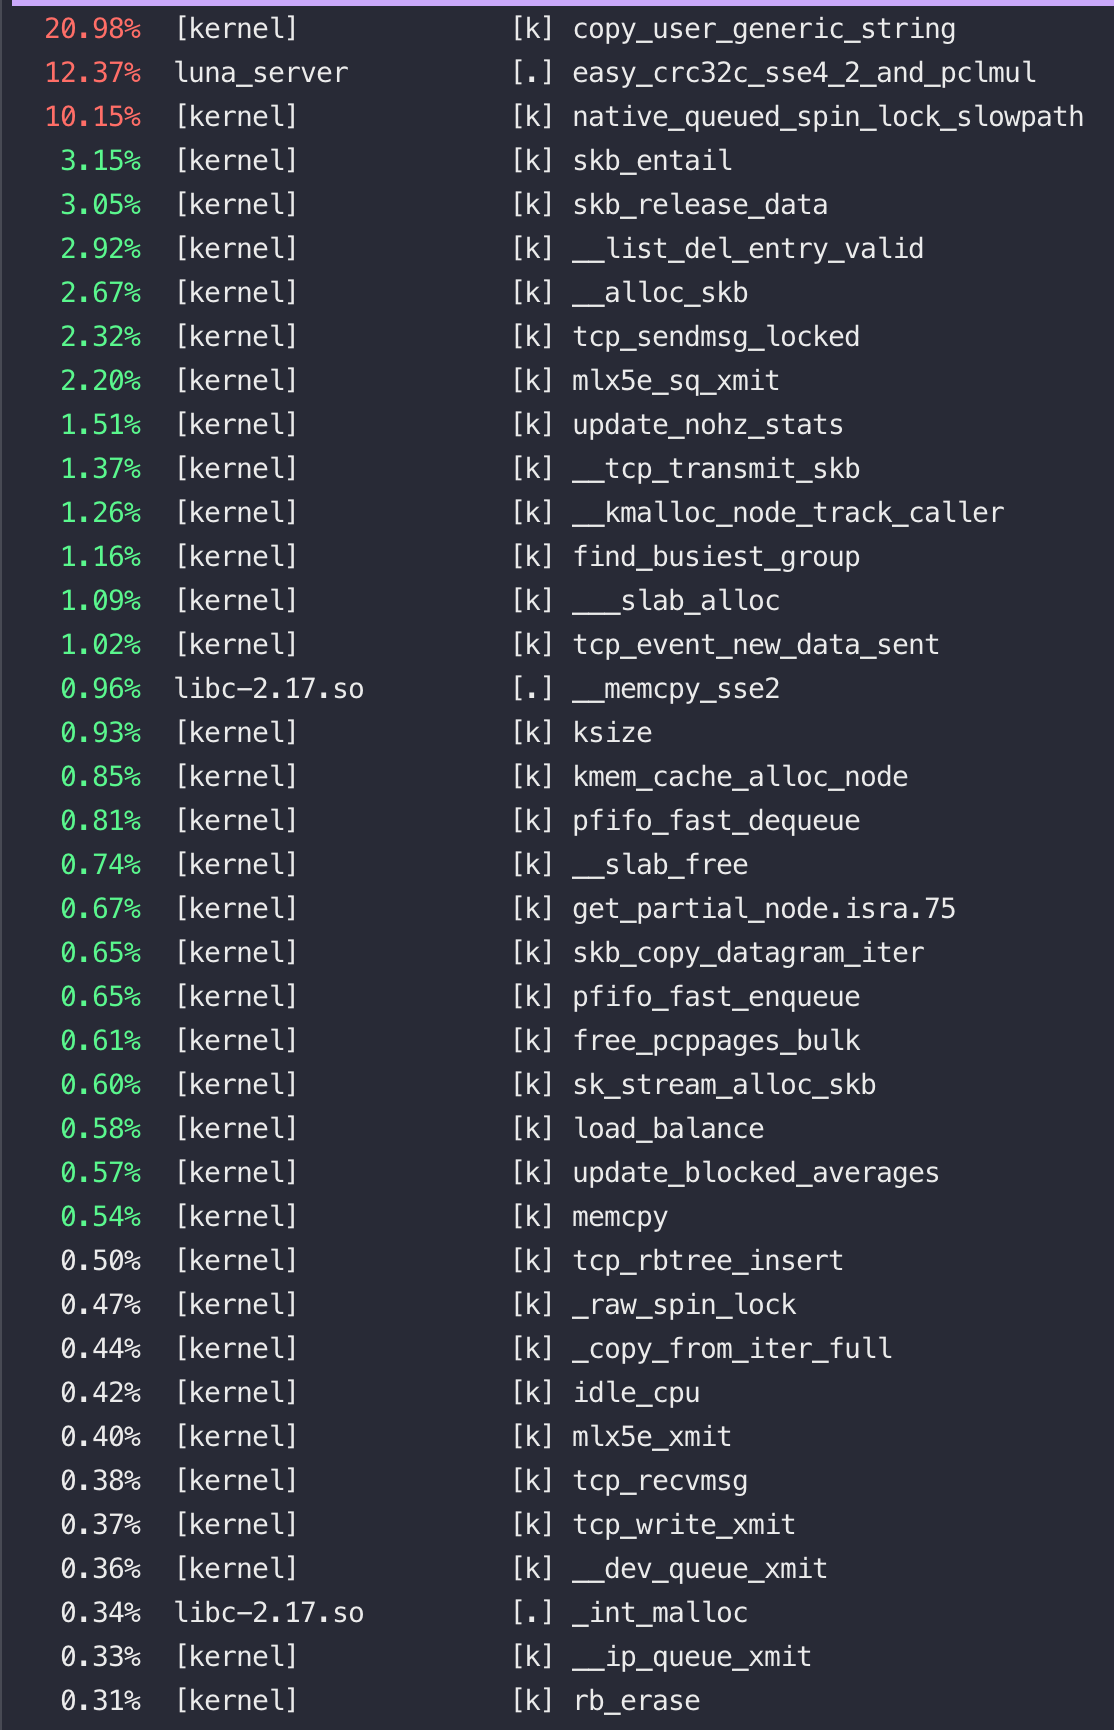 20.98% [kernel] [k] copy_user_generic_string
12.37% luna_server [.] easy_crc32c_sse4_2_and_pclmul
10.15% [kernel] [k] native_queued_spin_lock_slowpath
3.15% [kernel] [k] skb_entail
3.05% [kernel] [k] skb_release_data
2.92% [kernel] [k] __list_del_entry_valid
2.67% [kernel] [k] __alloc_skb
2.32% [kernel] [k] tcp_sendmsg_locked
2.20% [kernel] [k] mlx5e_sq_xmit
1.51% [kernel] [k] update_nohz_stats
1.37% [kernel] [k] __tcp_transmit_skb
1.26% [kernel] [k] __kmalloc_node_track_caller
1.16% [kernel] [k] find_busiest_group
1.09% [kernel] [k] ___slab_alloc
1.02% [kernel] [k] tcp_event_new_data_sent
0.96% libc-2.17.so [.] __memcpy_sse2
0.93% [kernel] [k] ksize
0.85% [kernel] [k] kmem_cache_alloc_node
0.81% [kernel] [k] pfifo_fast_dequeue
0.74% [kernel] [k] __slab_free
0.67% [kernel] [k] get_partial_node.isra.75
0.65% [kernel] [k] skb_copy_datagram_iter
0.65% [kernel] [k] pfifo_fast_enqueue
0.61% [kernel] [k] free_pcppages_bulk
0.60% [kernel] [k] sk_stream_alloc_skb
0.58% [kernel] [k] load_balance
0.57% [kernel] [k] update_blocked_averages
0.54% [kernel] [k] memcpy
0.50% [kernel] [k] tcp_rbtree_insert
0.47% [kernel] [k] _raw_spin_lock
0.44% [kernel] [k] _copy_from_iter_full
0.42% [kernel] [k] idle_cpu
0.40% [kernel] [k] mlx5e_xmit
0.38% [kernel] [k] tcp_recvmsg
0.37% [kernel] [k] tcp_write_xmit
0.36% [kernel] [k] __dev_queue_xmit
0.34% libc-2.17.so [.] _int_malloc
0.33% [kernel] [k] __ip_queue_xmit
0.31% [kernel] [k] rb_erase